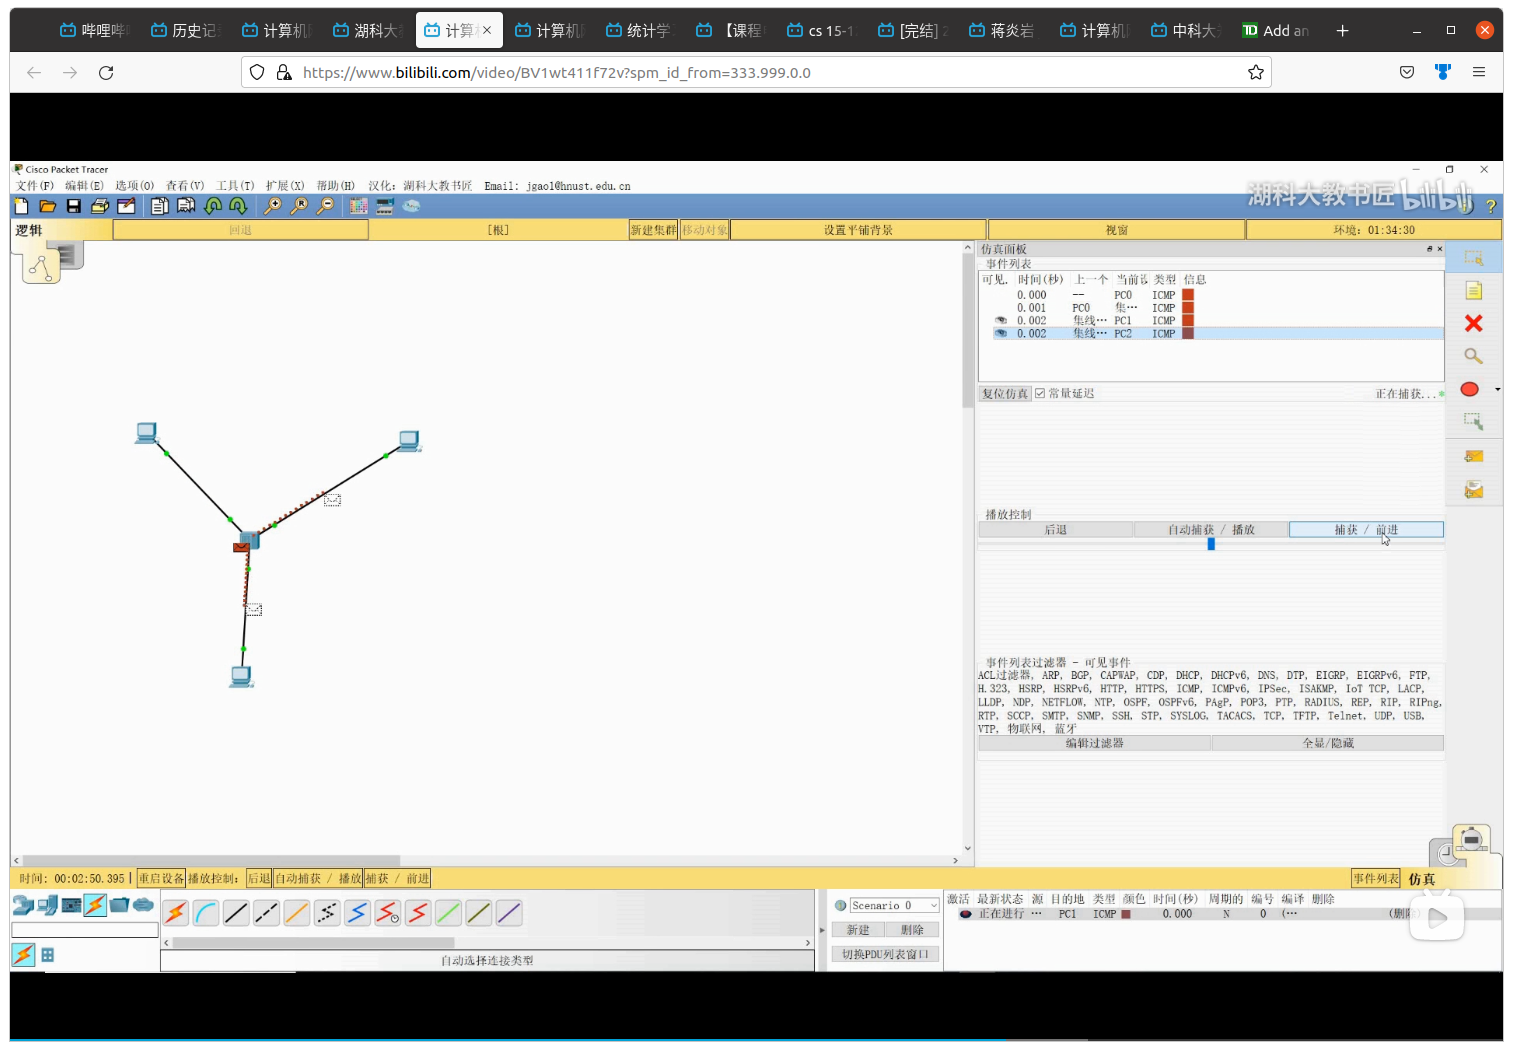 哔哩哔
历史记
计算机
湖科大
计算
计算机
统计学
【课程
cs 15-1
[完结] 2
蒋炎岩
计算机
中科大
Add an
https://www.bilibili.com/video/BV1wt411f72v?spm_id_from=333.999.0.0
Cisco Packet Tracer
文件(F) 编辑(E) 选项(O) 查看(V) 工具(T) 扩展(X) 帮助(H) 汉化: 湖科大教书匠 Email: jgaol@hnust.edu.cn
湖科大教书匠 bilibili
逻辑 回退 [根] 新建集群 移动对象 设置平铺背景 视窗 环境: 01:34:30
仿真面板
事件列表
可见. 时间(秒) 上一个 当前设 类型 信息
0.000 -- PC0 ICMP
0.001 PC0 集… ICMP
0.002 集线… PC1 ICMP
0.002 集线… PC2 ICMP
复位仿真 常量延迟 正在捕获...*
播放控制
后退 自动捕获 / 播放 捕获 / 前进
事件列表过滤器 - 可见事件
ACL过滤器, ARP, BGP, CAPWAP, CDP, DHCP, DHCPv6, DNS, DTP, EIGRP, EIGRPv6, FTP,
H.323, HSRP, HSRPv6, HTTP, HTTPS, ICMP, ICMPv6, IPSec, ISAKMP, IoT TCP, LACP,
LLDP, NDP, NETFLOW, NTP, OSPF, OSPFv6, PAgP, POP3, PTP, RADIUS, REP, RIP, RIPng,
RTP, SCCP, SMTP, SNMP, SSH, STP, SYSLOG, TACACS, TCP, TFTP, Telnet, UDP, USB,
VTP, 物联网, 蓝牙
编辑过滤器 全显/隐藏
时间: 00:02:50.395 重启设备 播放控制: 后退 自动捕获 / 播放 捕获 / 前进 事件列表 仿真
Scenario 0
新建 删除
切换PDU列表窗口
激活 最新状态 源 目的地 类型 颜色 时间(秒) 周期的 编号 编译 删除
正在进行 … PC1 ICMP 0.000 N 0 (… (删除)
自动选择连接类型